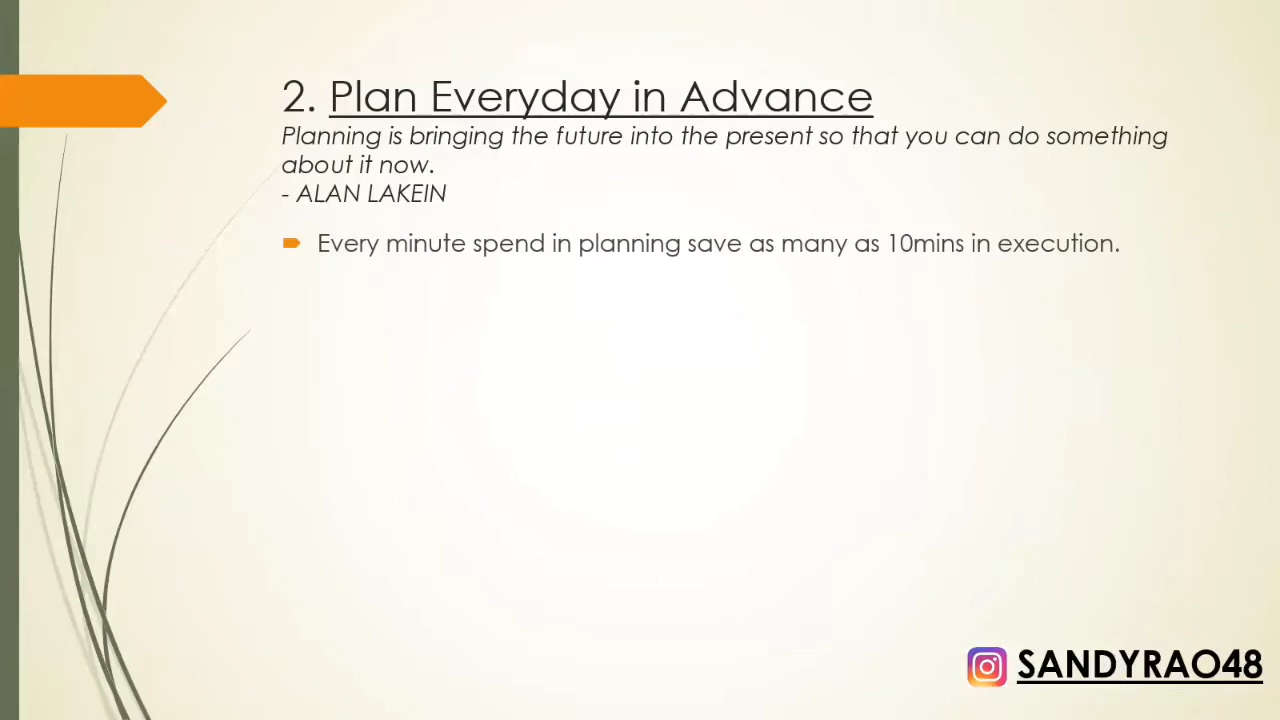 2. Plan Everyday in Advance
Planning is bringing the future into the present so that you can do something
about it now.
- ALAN LAKEIN
Every minute spend in planning save as many as 10mins in execution.
SANDYRAO48